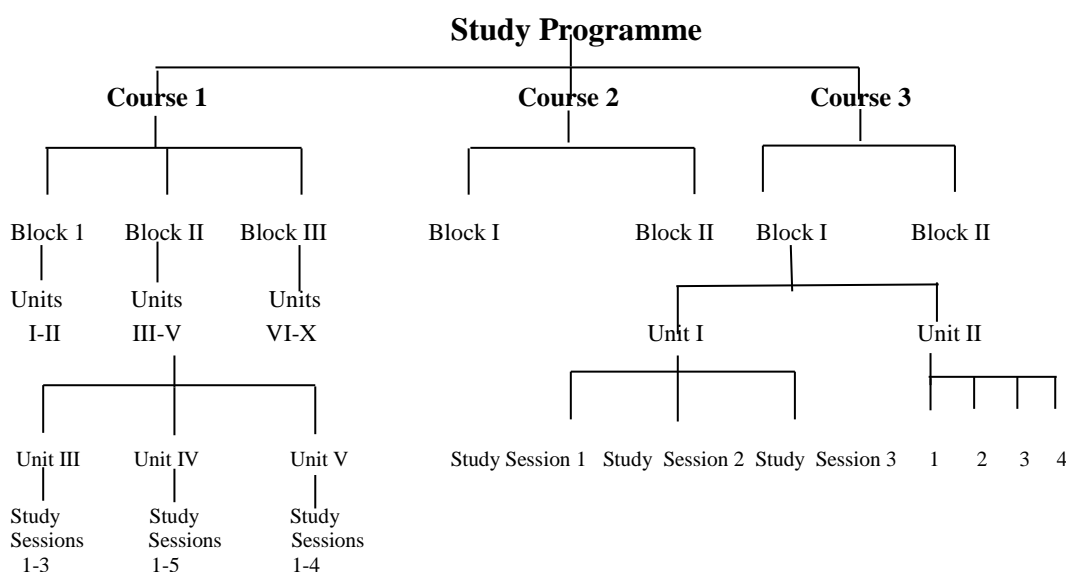 Study Programme
Course 1 Course 2 Course 3
Block 1 Block II Block III Block I Block II Block I Block II
Units Units Units
I-II III-V VI-X
Unit I Unit II
Unit III Unit IV Unit V Study Session 1 Study Session 2 Study Session 3 1 2 3 4
Study Study Study
Sessions Sessions Sessions
1-3 1-5 1-4